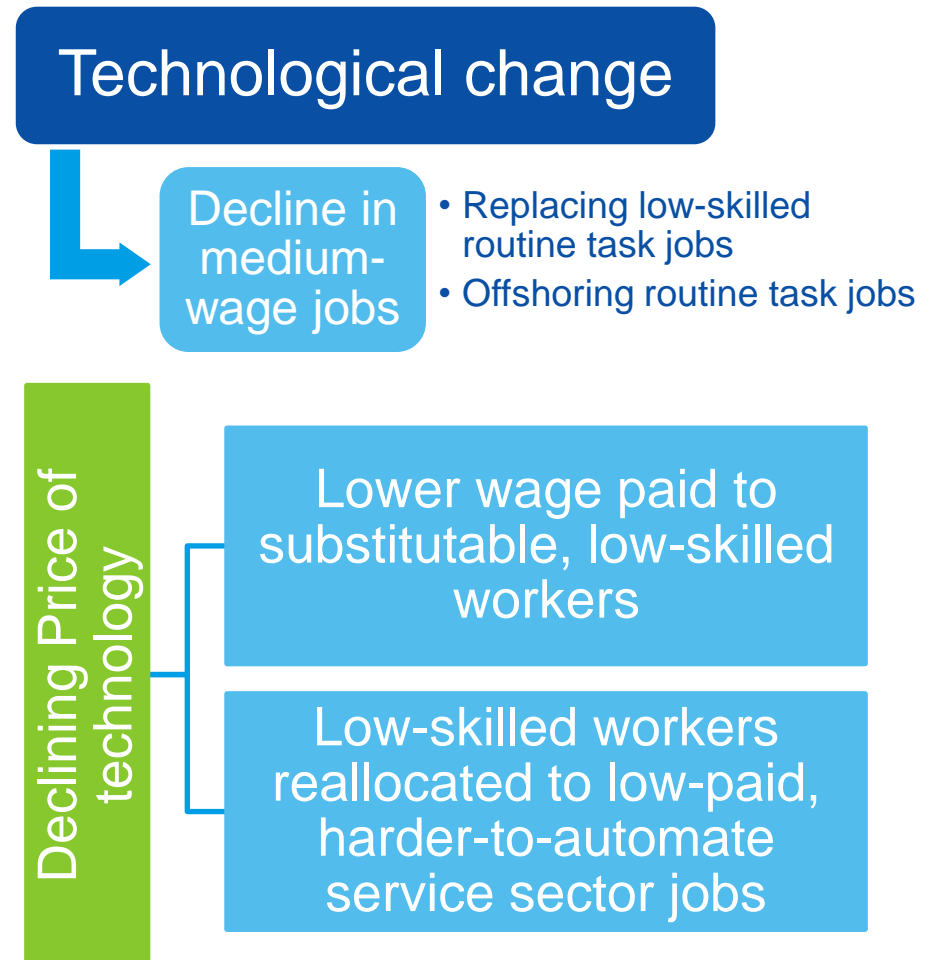 Technological change
Decline in
medium-
wage jobs
• Replacing low-skilled
routine task jobs
• Offshoring routine task jobs
Declining Price of
technology
Lower wage paid to
substitutable, low-skilled
workers
Low-skilled workers
reallocated to low-paid,
harder-to-automate
service sector jobs